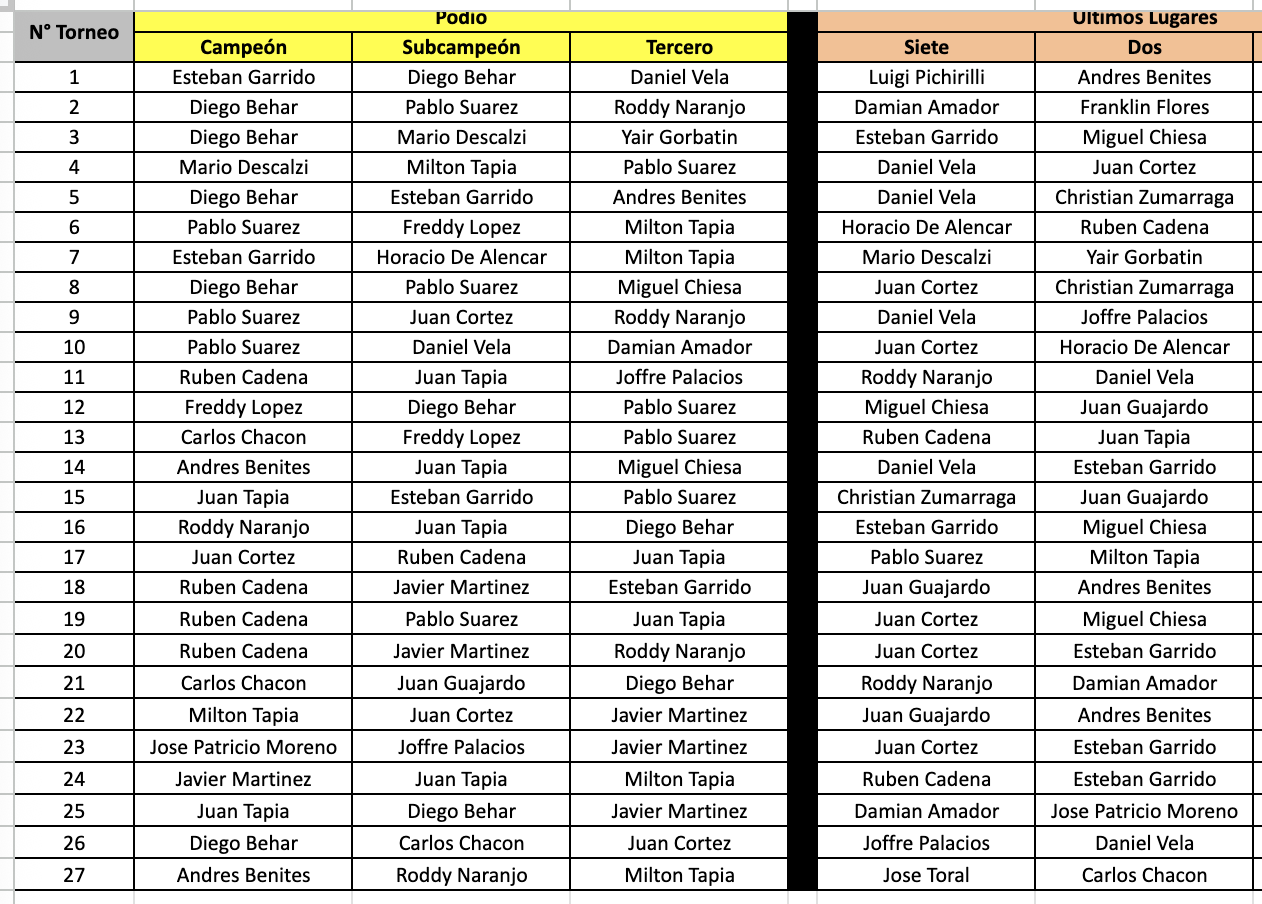 Podio Ultimos Lugares
N° Torneo
Campeón Subcampeón Tercero Siete Dos
1 Esteban Garrido Diego Behar Daniel Vela Luigi Pichirilli Andres Benites
2 Diego Behar Pablo Suarez Roddy Naranjo Damian Amador Franklin Flores
3 Diego Behar Mario Descalzi Yair Gorbatin Esteban Garrido Miguel Chiesa
4 Mario Descalzi Milton Tapia Pablo Suarez Daniel Vela Juan Cortez
5 Diego Behar Esteban Garrido Andres Benites Daniel Vela Christian Zumarraga
6 Pablo Suarez Freddy Lopez Milton Tapia Horacio De Alencar Ruben Cadena
7 Esteban Garrido Horacio De Alencar Milton Tapia Mario Descalzi Yair Gorbatin
8 Diego Behar Pablo Suarez Miguel Chiesa Juan Cortez Christian Zumarraga
9 Pablo Suarez Juan Cortez Roddy Naranjo Daniel Vela Joffre Palacios
10 Pablo Suarez Daniel Vela Damian Amador Juan Cortez Horacio De Alencar
11 Ruben Cadena Juan Tapia Joffre Palacios Roddy Naranjo Daniel Vela
12 Freddy Lopez Diego Behar Pablo Suarez Miguel Chiesa Juan Guajardo
13 Carlos Chacon Freddy Lopez Pablo Suarez Ruben Cadena Juan Tapia
14 Andres Benites Juan Tapia Miguel Chiesa Daniel Vela Esteban Garrido
15 Juan Tapia Esteban Garrido Pablo Suarez Christian Zumarraga Juan Guajardo
16 Roddy Naranjo Juan Tapia Diego Behar Esteban Garrido Miguel Chiesa
17 Juan Cortez Ruben Cadena Juan Tapia Pablo Suarez Milton Tapia
18 Ruben Cadena Javier Martinez Esteban Garrido Juan Guajardo Andres Benites
19 Ruben Cadena Pablo Suarez Juan Tapia Juan Cortez Miguel Chiesa
20 Ruben Cadena Javier Martinez Roddy Naranjo Juan Cortez Esteban Garrido
21 Carlos Chacon Juan Guajardo Diego Behar Roddy Naranjo Damian Amador
22 Milton Tapia Juan Cortez Javier Martinez Juan Guajardo Andres Benites
23 Jose Patricio Moreno Joffre Palacios Javier Martinez Juan Cortez Esteban Garrido
24 Javier Martinez Juan Tapia Milton Tapia Ruben Cadena Esteban Garrido
25 Juan Tapia Diego Behar Javier Martinez Damian Amador Jose Patricio Moreno
26 Diego Behar Carlos Chacon Juan Cortez Joffre Palacios Daniel Vela
27 Andres Benites Roddy Naranjo Milton Tapia Jose Toral Carlos Chacon